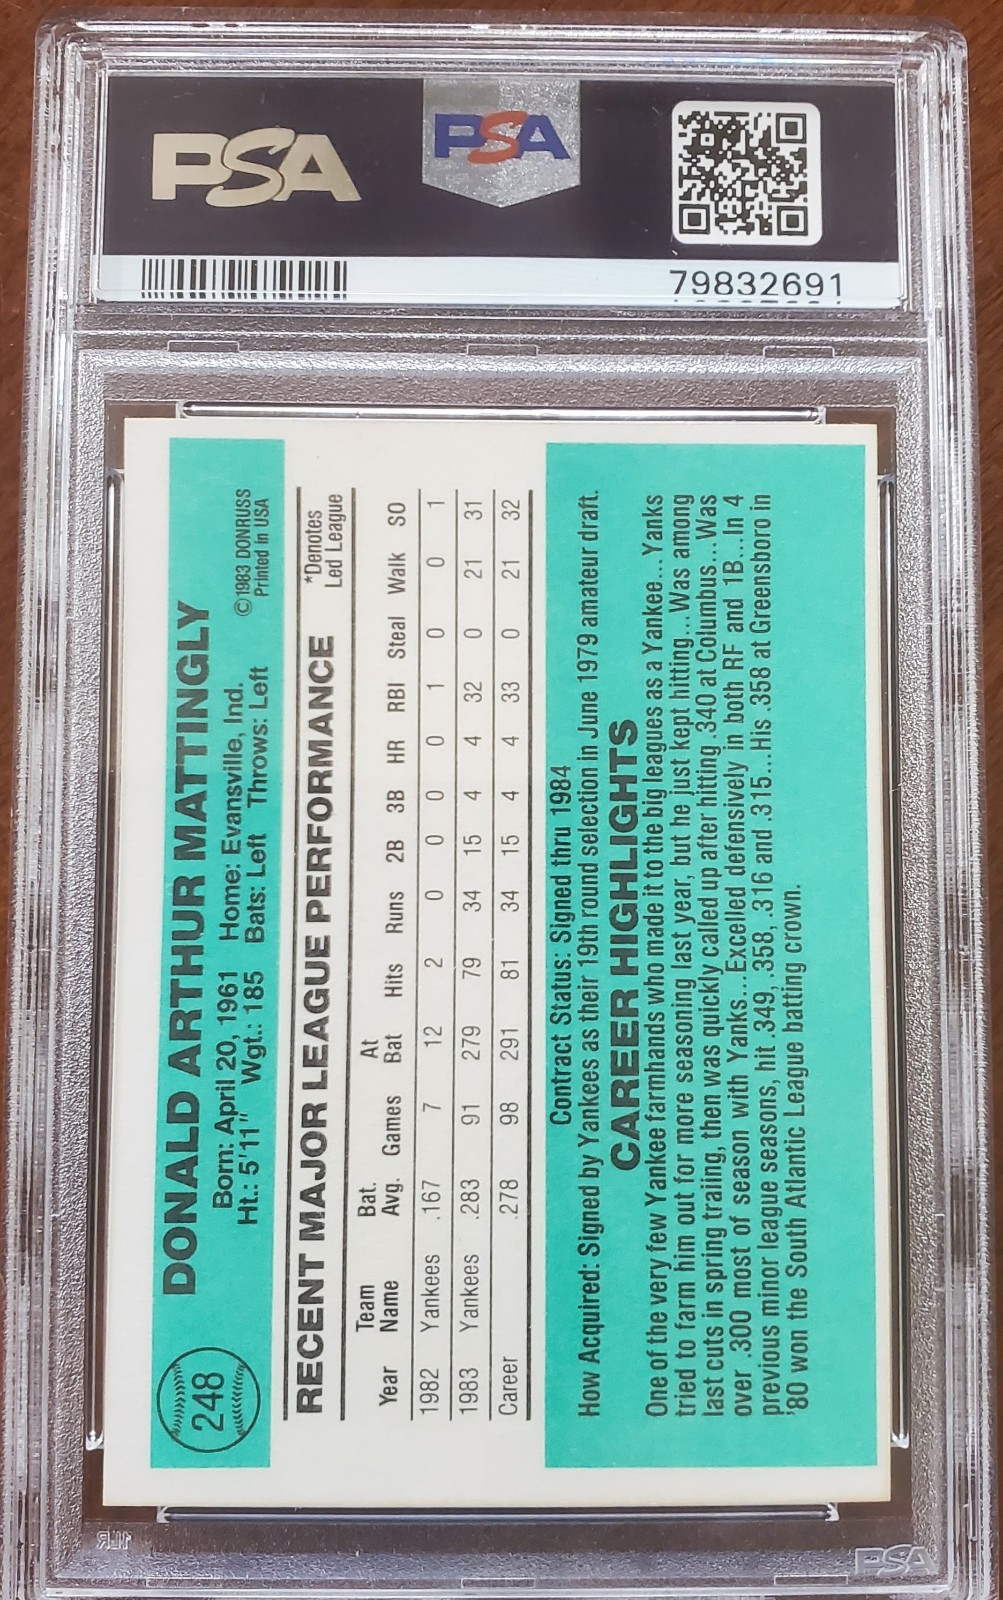 PSA
PSA
79832691
248
DONALD ARTHUR MATTINGLY
Born: April 20, 1961 Home: Evansville, Ind.
Ht.: 5'11" Wgt.: 185 Bats: Left Throws: Left
©1983 DONRUSS
Printed in USA
RECENT MAJOR LEAGUE PERFORMANCE
*Denotes
Led League
Year Team Name Bat. Avg. Games At Bat Hits Runs 2B 3B HR RBI Steal Walk SO
1982 Yankees .167 7 12 2 0 0 0 0 1 0 0 1
1983 Yankees .283 91 279 79 34 15 4 4 32 0 21 31
Career .278 98 291 81 34 15 4 4 33 0 21 32
Contract Status: Signed thru 1984
How Acquired: Signed by Yankees as their 19th round selection in June 1979 amateur draft.
CAREER HIGHLIGHTS
One of the very few Yankee farmhands who made it to the big leagues as a Yankee...Yanks
tried to farm him out for more seasoning last year, but he just kept hitting...Was among
last cuts in spring trailing, then was quickly called up after hitting .340 at Columbus...Was
over .300 most of season with Yanks...Excelled defensively in both RF and 1B...In 4
previous minor league seasons, hit .349, .358, .316 and .315...His .358 at Greensboro in
'80 won the South Atlantic League batting crown.
PSA